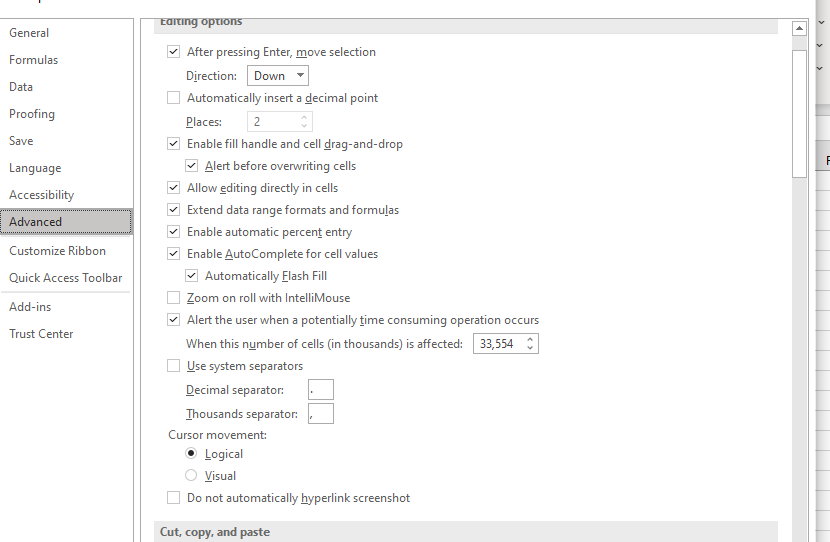 General
Formulas
Data
Proofing
Save
Language
Accessibility
Advanced
Customize Ribbon
Quick Access Toolbar
Add-ins
Trust Center
Editing options
After pressing Enter, move selection
Direction: Down
Automatically insert a decimal point
Places: 2
Enable fill handle and cell drag-and-drop
Alert before overwriting cells
Allow editing directly in cells
Extend data range formats and formulas
Enable automatic percent entry
Enable AutoComplete for cell values
Automatically Flash Fill
Zoom on roll with IntelliMouse
Alert the user when a potentially time consuming operation occurs
When this number of cells (in thousands) is affected: 33,554
Use system separators
Decimal separator: .
Thousands separator: ,
Cursor movement:
Logical
Visual
Do not automatically hyperlink screenshot
Cut, copy, and paste